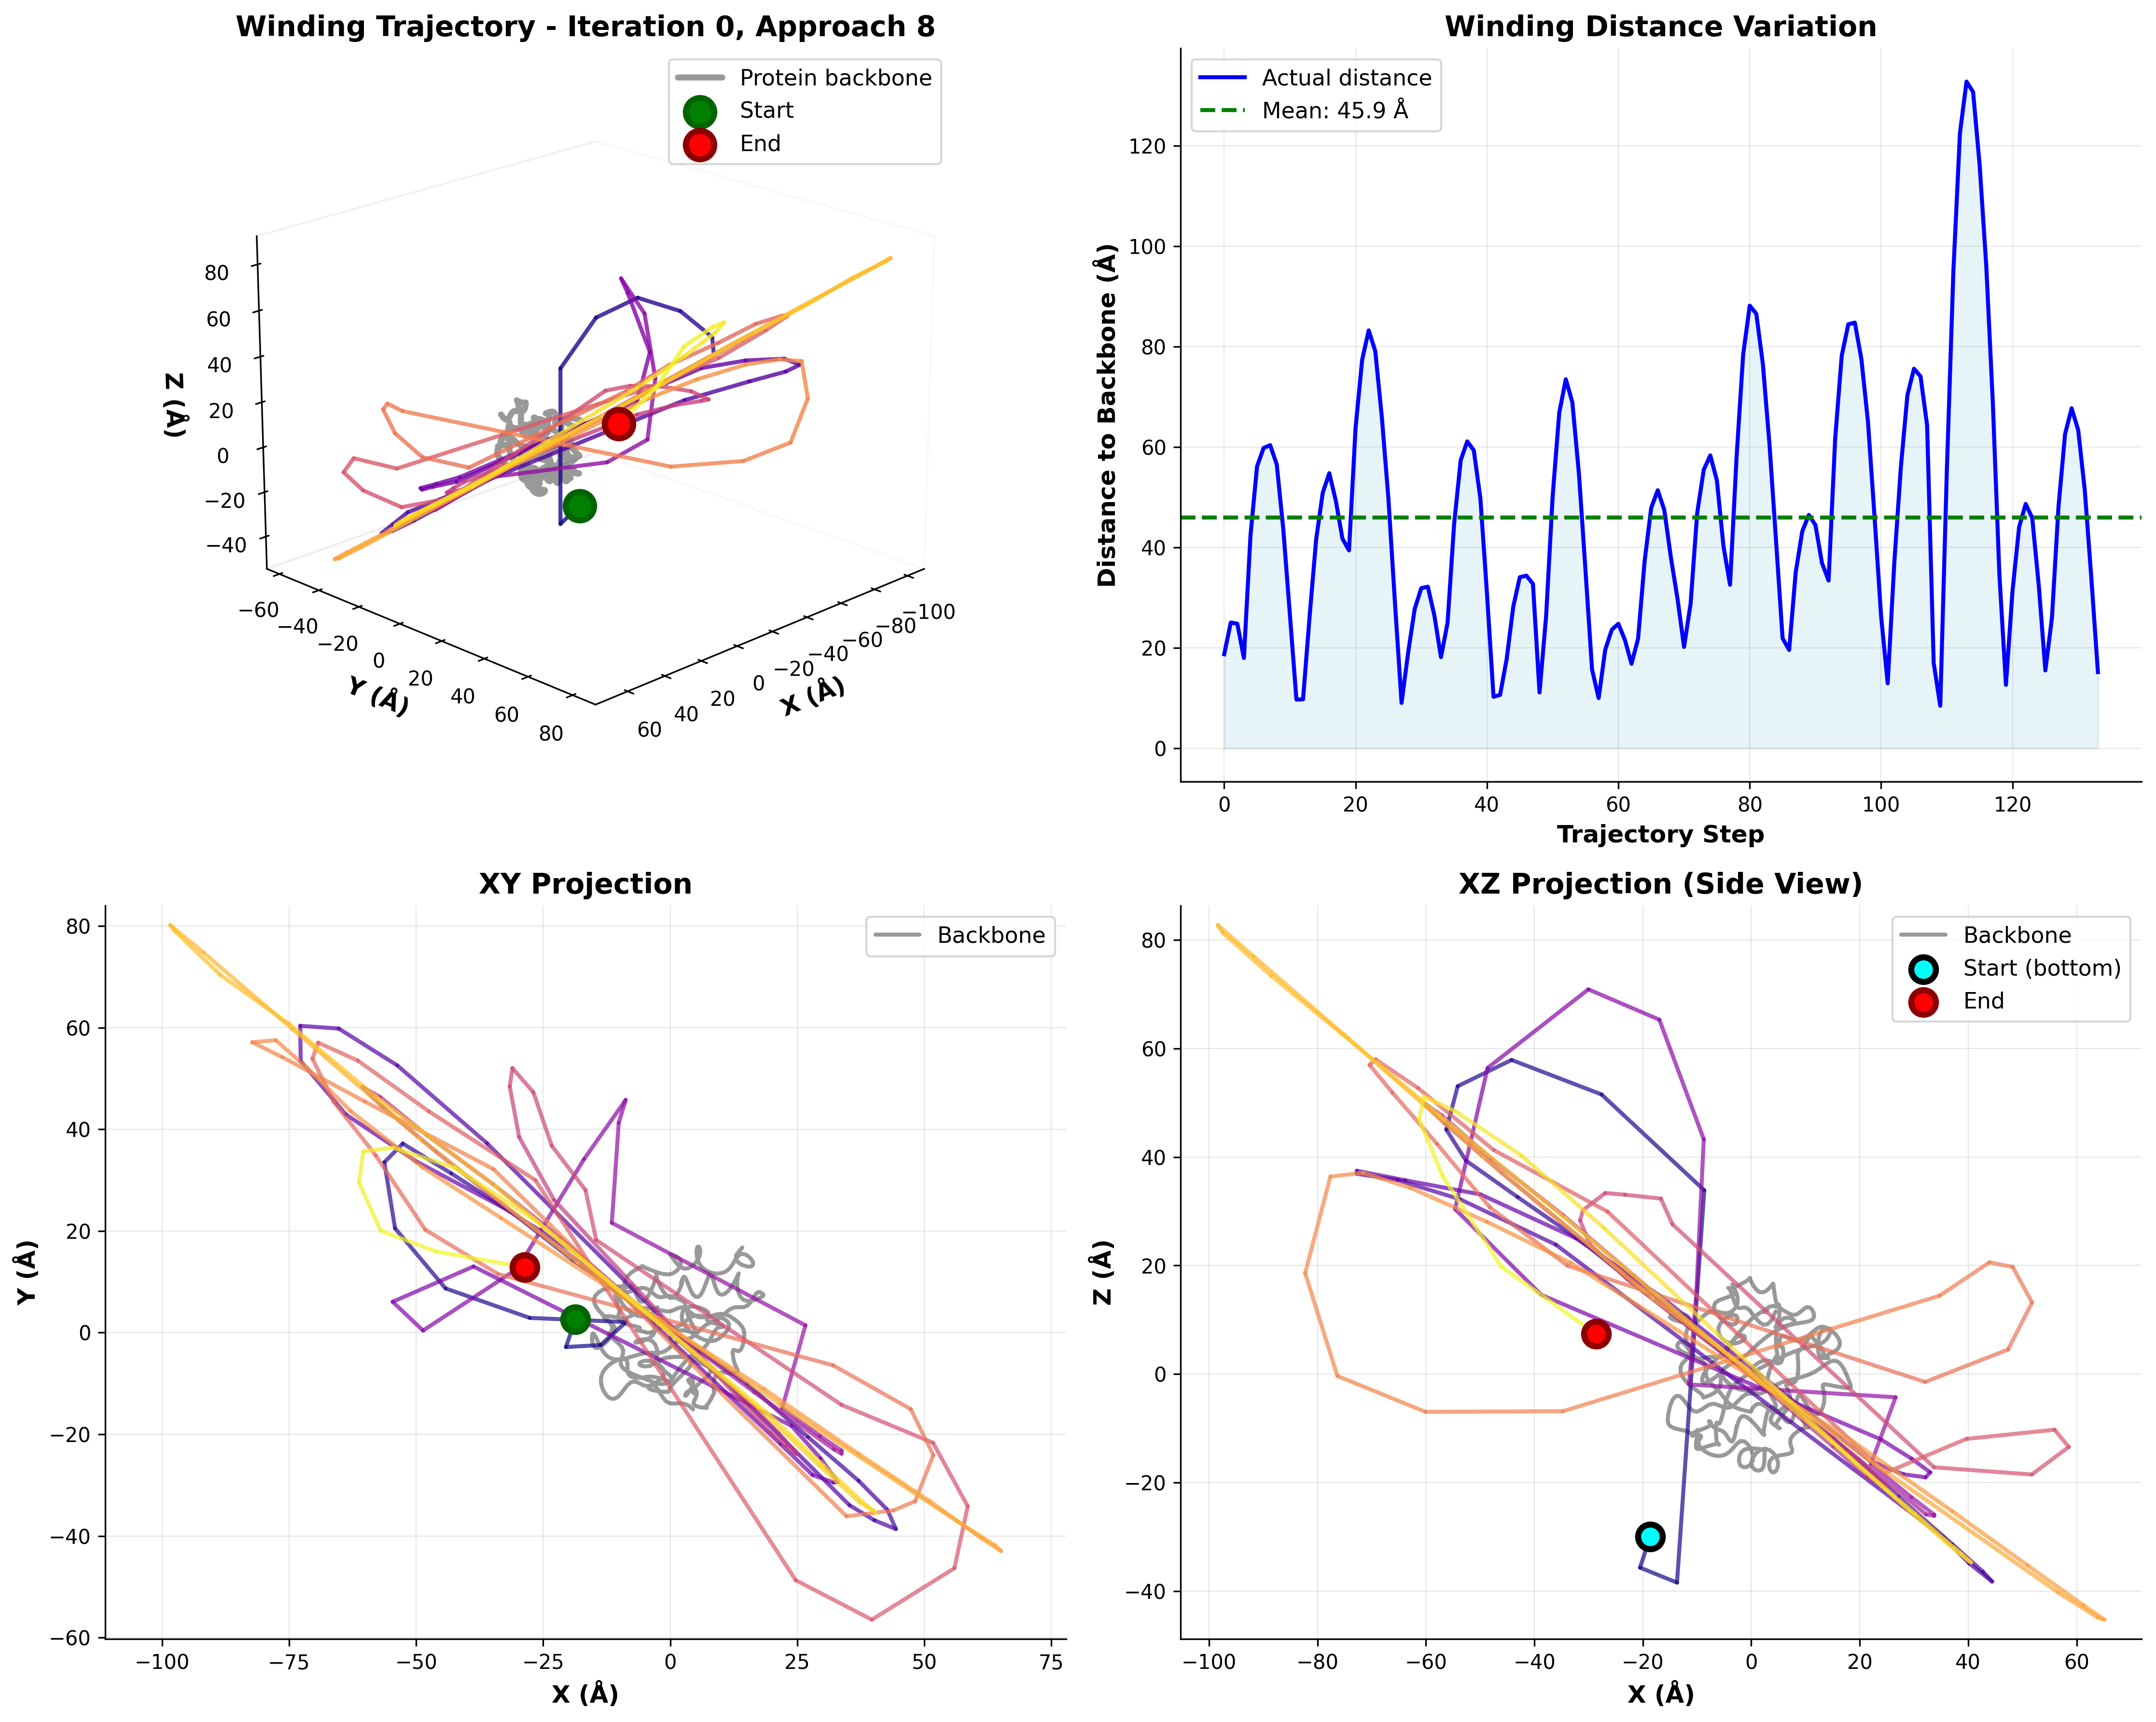 Winding Trajectory - Iteration 0, Approach 8
Protein backbone
Start
End
80
60
40
20
0
−20
−40
Z (Å)
−60
−40
−20
0
20
40
60
80
Y (Å)
60
40
20
0
−20
−40
−60
−80
−100
X (Å)
Winding Distance Variation
Actual distance
Mean: 45.9 Å
120
100
80
60
40
20
0
Distance to Backbone (Å)
0 20 40 60 80 100 120
Trajectory Step
XY Projection
Backbone
80
60
40
20
0
−20
−40
−60
Y (Å)
−100 −75 −50 −25 0 25 50 75
X (Å)
XZ Projection (Side View)
Backbone
Start (bottom)
End
80
60
40
20
0
−20
−40
Z (Å)
−100 −80 −60 −40 −20 0 20 40 60
X (Å)